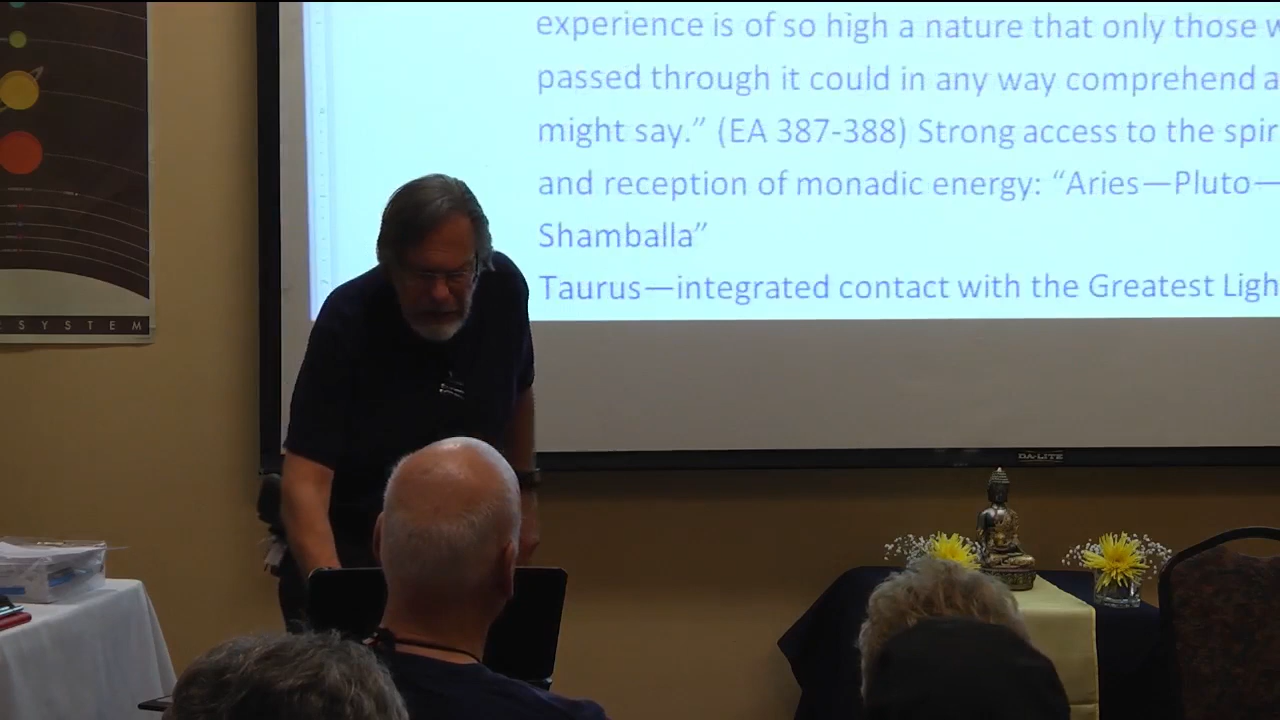 experience is of so high a nature that only those w
passed through it could in any way comprehend a
might say.” (EA 387-388) Strong access to the spir
and reception of monadic energy: “Aries—Pluto—
Shamballa”
Taurus—integrated contact with the Greatest Ligh
SYSTEM
DA-LITE